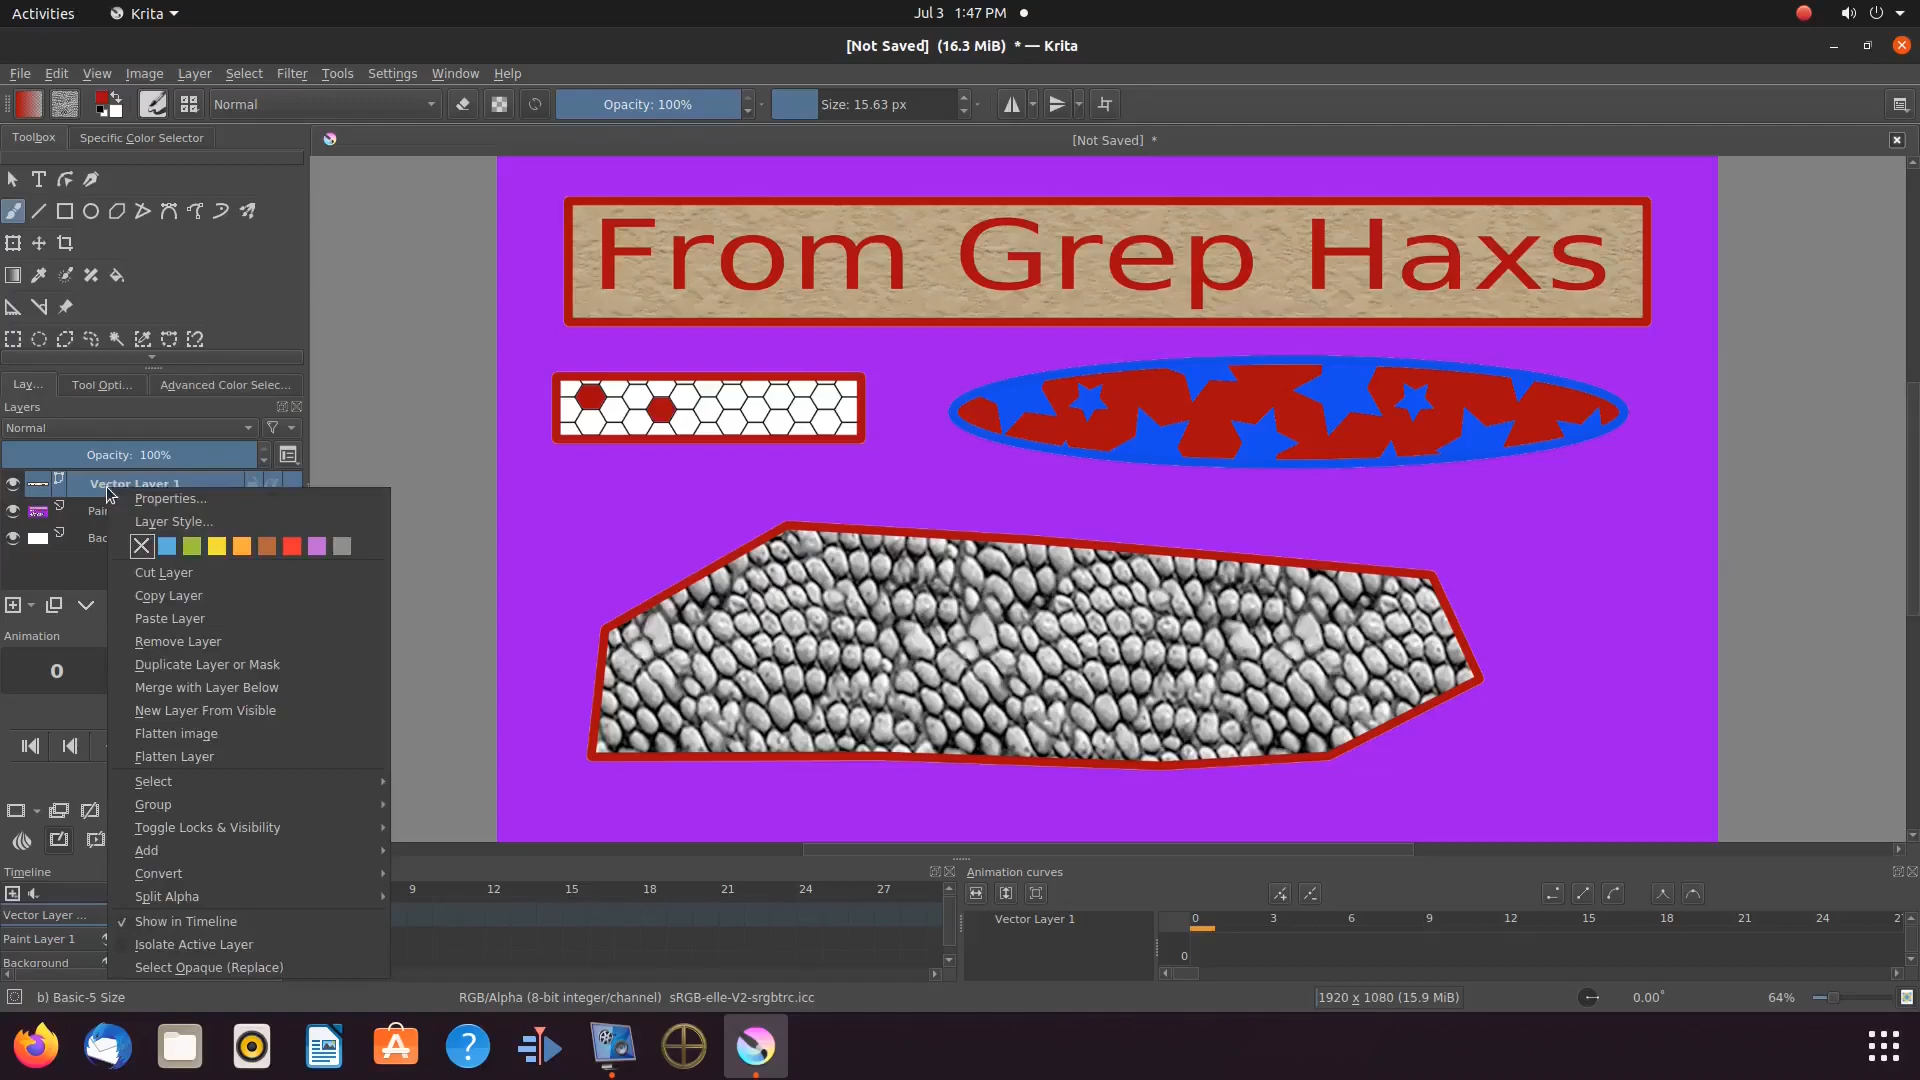 Activities Krita Jul 3 1:47 PM
[Not Saved] (16.3 MiB) * — Krita
File Edit View Image Layer Select Filter Tools Settings Window Help
Normal Opacity: 100% Size: 15.63 px
Toolbox Specific Color Selector [Not Saved] *
From Grep Haxs
Lay... Tool Opti... Advanced Color Selec...
Layers
Normal
Opacity: 100%
Vector Layer 1
Properties...
Pai
Layer Style...
Bac
Cut Layer
Copy Layer
Paste Layer
Animation
Remove Layer
Duplicate Layer or Mask
0
Merge with Layer Below
New Layer From Visible
Flatten image
Flatten Layer
Select
Group
Toggle Locks & Visibility
Add
Convert
Split Alpha
Show in Timeline
Isolate Active Layer
Select Opaque (Replace)
Timeline Animation curves
9 12 15 18 21 24 27
Vector Layer ... Vector Layer 1 0 3 6 9 12 15 18 21 24
Paint Layer 1
0
Background
b) Basic-5 Size RGB/Alpha (8-bit integer/channel) sRGB-elle-V2-srgbtrc.icc 1920 x 1080 (15.9 MiB) 0.00° 64%